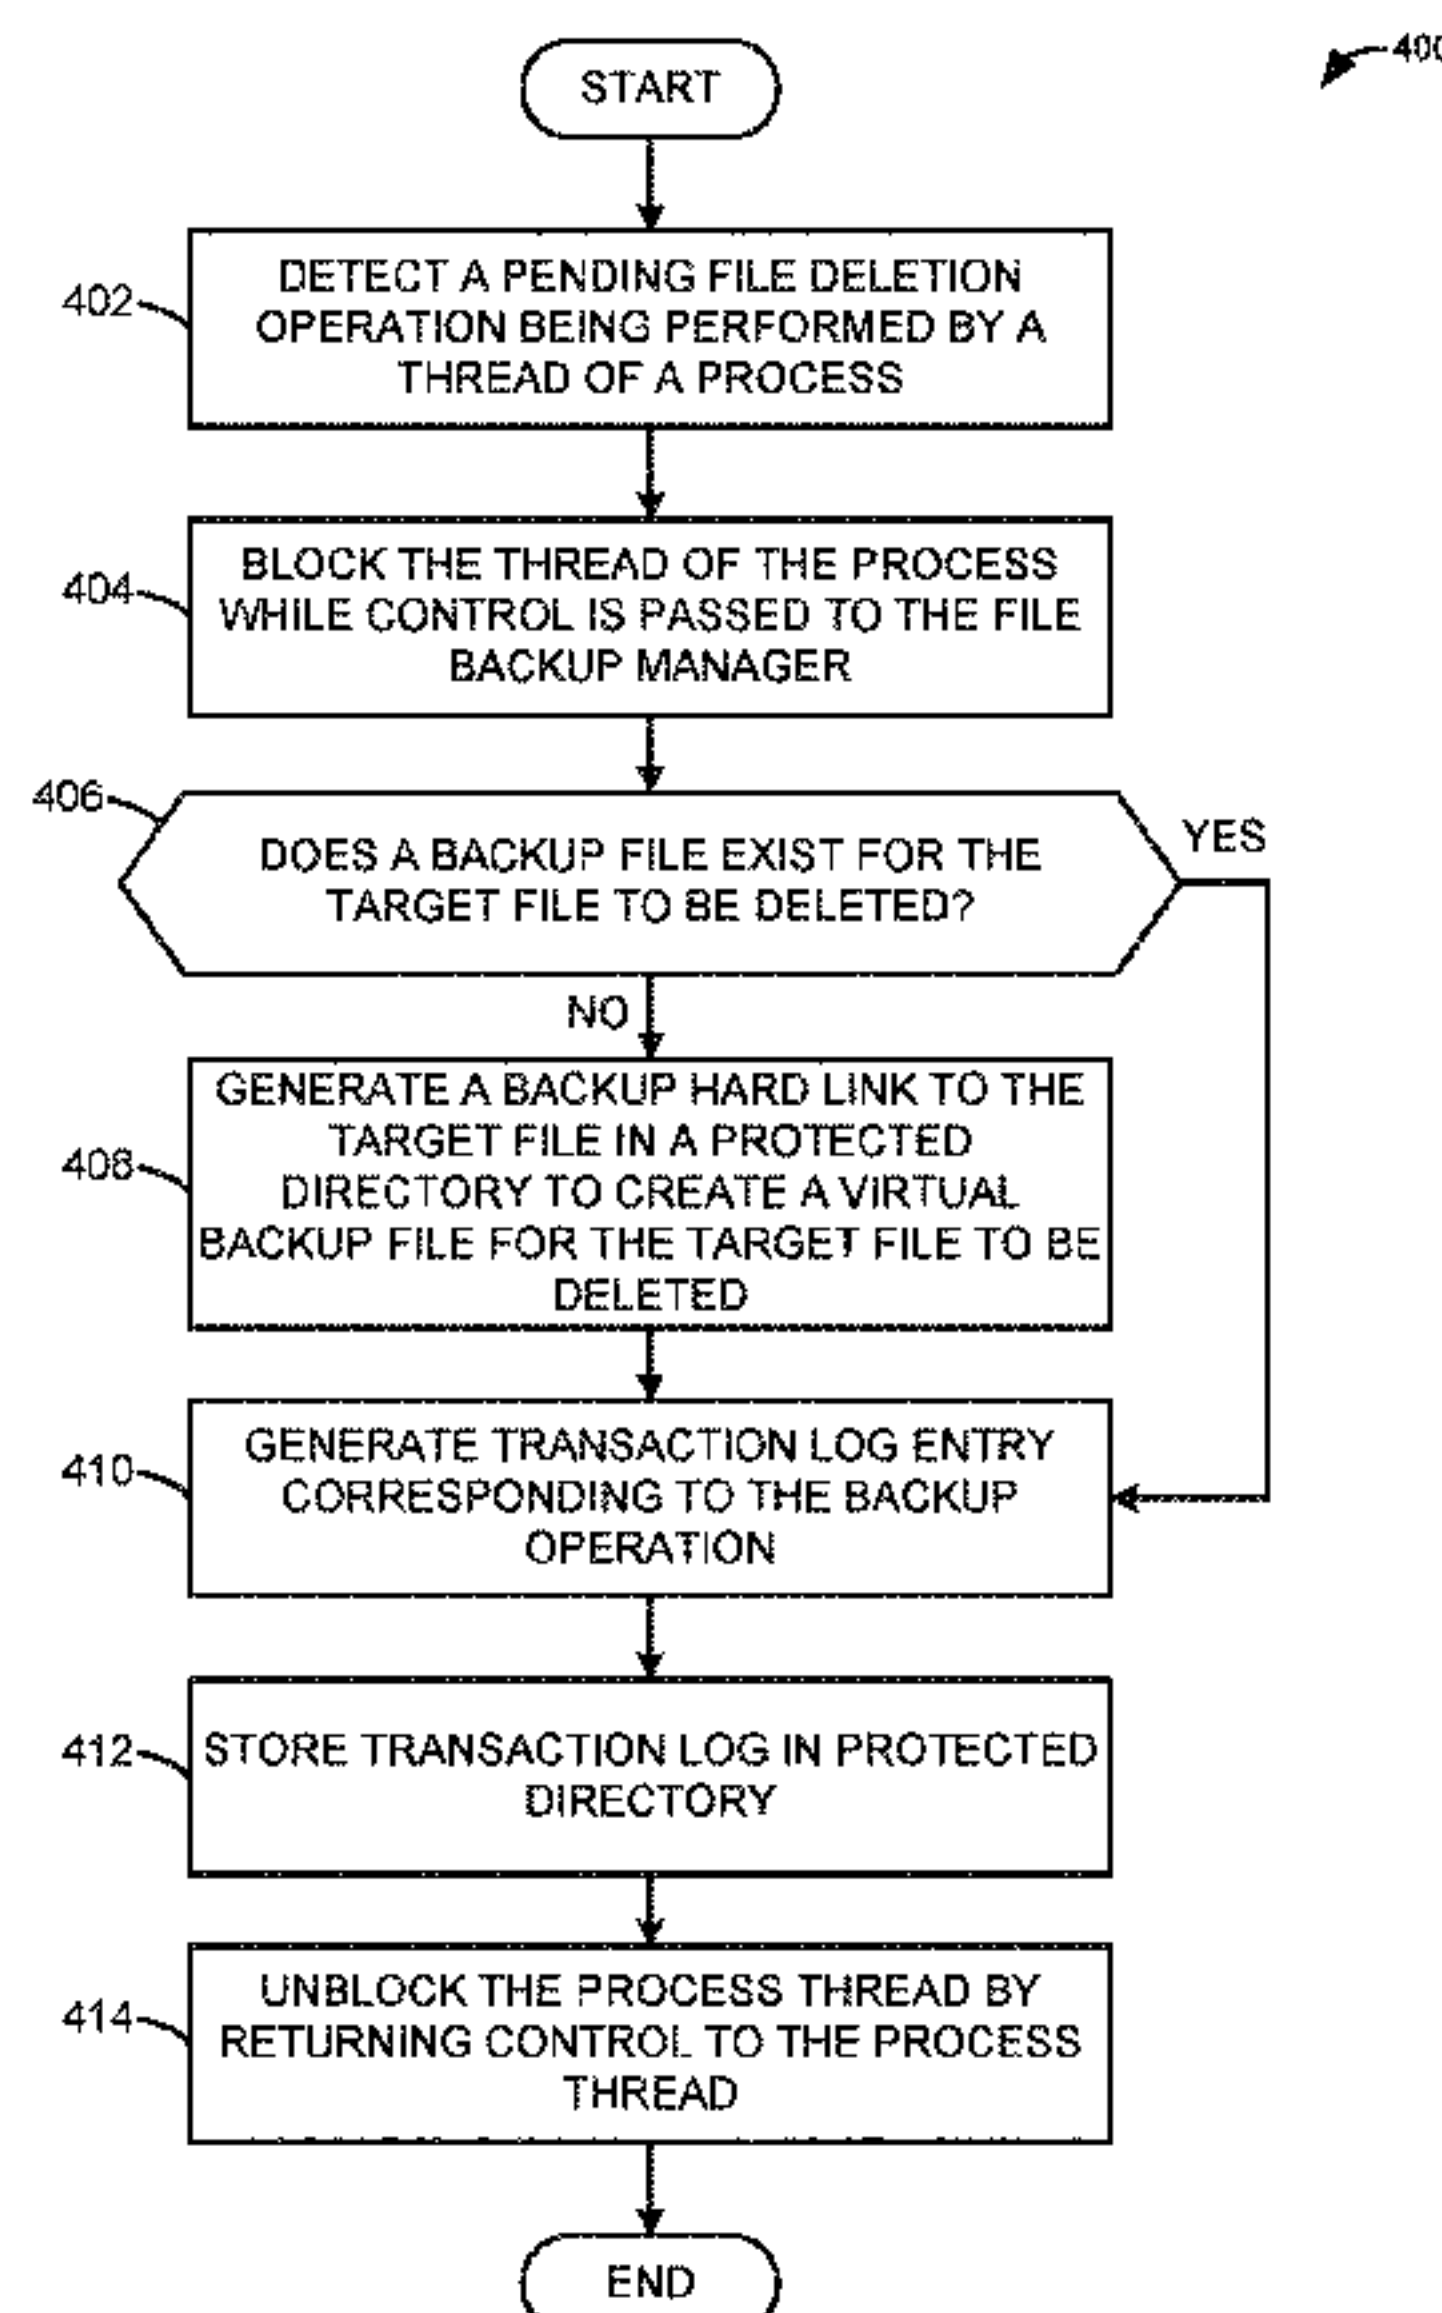 START
400
402
DETECT A PENDING FILE DELETION
OPERATION BEING PERFORMED BY A
THREAD OF A PROCESS
404
BLOCK THE THREAD OF THE PROCESS
WHILE CONTROL IS PASSED TO THE FILE
BACKUP MANAGER
406
DOES A BACKUP FILE EXIST FOR THE
TARGET FILE TO BE DELETED?
YES
NO
408
GENERATE A BACKUP HARD LINK TO THE
TARGET FILE IN A PROTECTED
DIRECTORY TO CREATE A VIRTUAL
BACKUP FILE FOR THE TARGET FILE TO BE
DELETED
410
GENERATE TRANSACTION LOG ENTRY
CORRESPONDING TO THE BACKUP
OPERATION
412
STORE TRANSACTION LOG IN PROTECTED
DIRECTORY
414
UNBLOCK THE PROCESS THREAD BY
RETURNING CONTROL TO THE PROCESS
THREAD
END